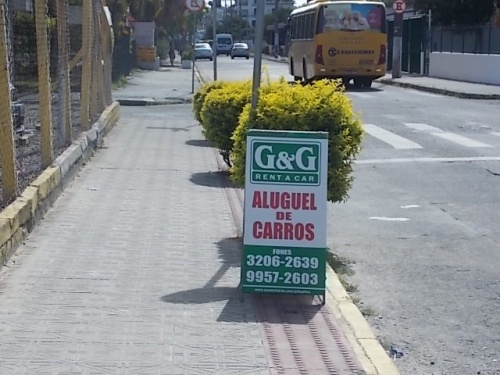 G&G
RENT A CAR
ALUGUEL
DE
CARROS
FONES
3206-2639
9957-2603